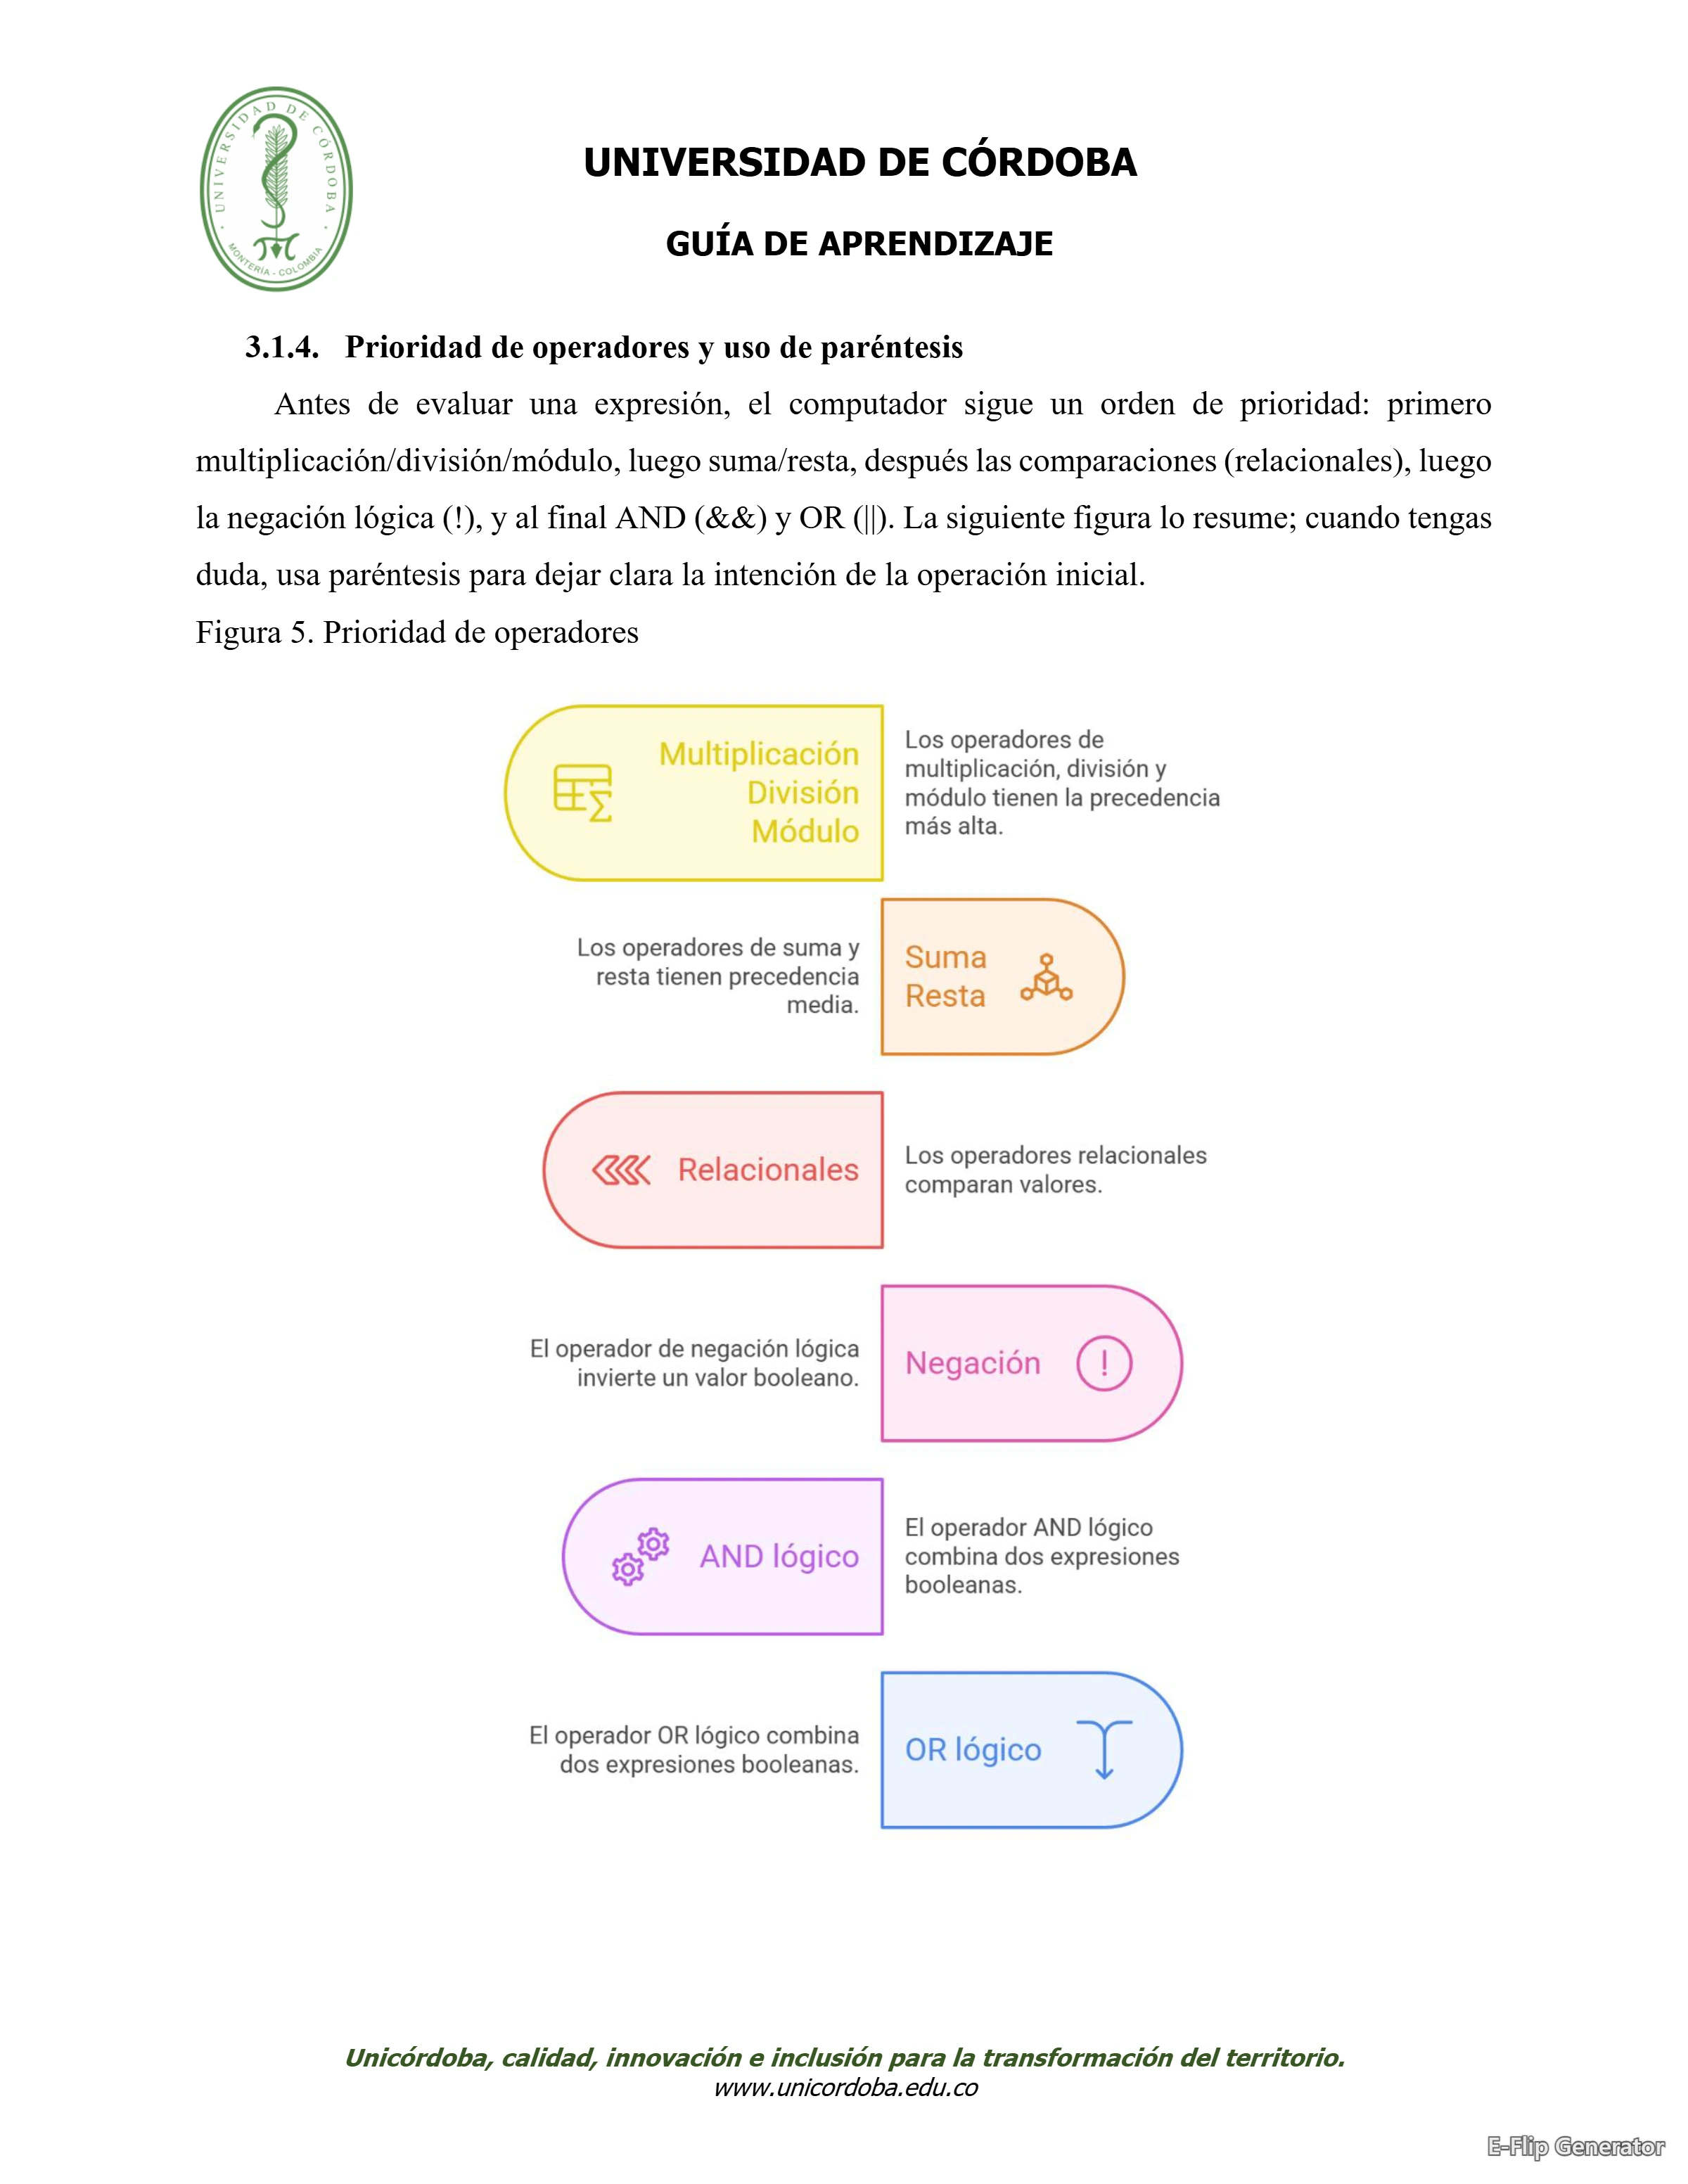 UNIVERSIDAD DE CÓRDOBA
MONTERÍA - COLOMBIA
UNIVERSIDAD DE CÓRDOBA
GUÍA DE APRENDIZAJE
3.1.4. Prioridad de operadores y uso de paréntesis
Antes de evaluar una expresión, el computador sigue un orden de prioridad: primero
multiplicación/división/módulo, luego suma/resta, después las comparaciones (relacionales), luego
la negación lógica (!), y al final AND (&&) y OR (||). La siguiente figura lo resume; cuando tengas
duda, usa paréntesis para dejar clara la intención de la operación inicial.
Figura 5. Prioridad de operadores
Multiplicación
División
Módulo
Los operadores de
multiplicación, división y
módulo tienen la precedencia
más alta.
Los operadores de suma y
resta tienen precedencia
media.
Suma
Resta
Relacionales
Los operadores relacionales
comparan valores.
El operador de negación lógica
invierte un valor booleano.
Negación
!
AND lógico
El operador AND lógico
combina dos expresiones
booleanas.
El operador OR lógico combina
dos expresiones booleanas.
OR lógico
Unicórdoba, calidad, innovación e inclusión para la transformación del territorio.
www.unicordoba.edu.co
E-Flip Generator